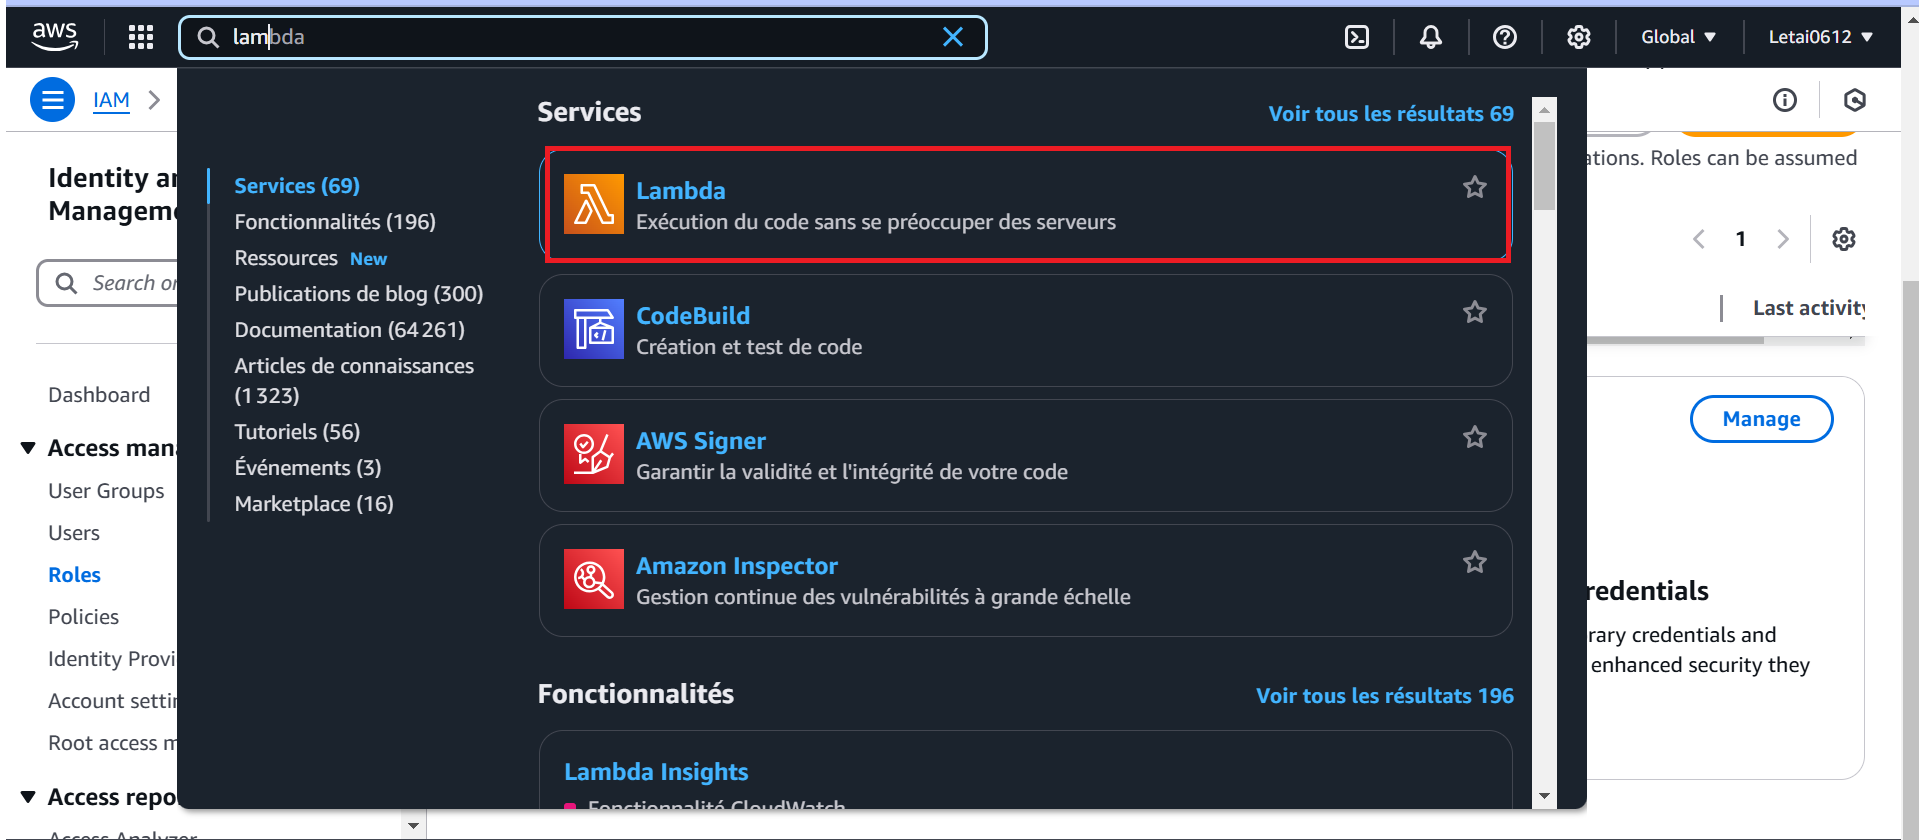 aws
lambda
Global
Letai0612
IAM
Services
Voir tous les résultats 69
Identity a
Managem
Search o
Services (69)
Fonctionnalités (196)
Ressources New
Publications de blog (300)
Documentation (64 261)
Articles de connaissances
(1 323)
Tutoriels (56)
Événements (3)
Marketplace (16)
Lambda
Exécution du code sans se préoccuper des serveurs
CodeBuild
Création et test de code
AWS Signer
Garantir la validité et l'intégrité de votre code
Amazon Inspector
Gestion continue des vulnérabilités à grande échelle
Fonctionnalités
Voir tous les résultats 196
Lambda Insights
Fonctionnalité CloudWatch
Dashboard
Access man
User Groups
Users
Roles
Policies
Identity Provi
Account setti
Root access m
Access repo
Access Analyzer
ations. Roles can be assumed
1
Last activity
Manage
redentials
rary credentials and
enhanced security they